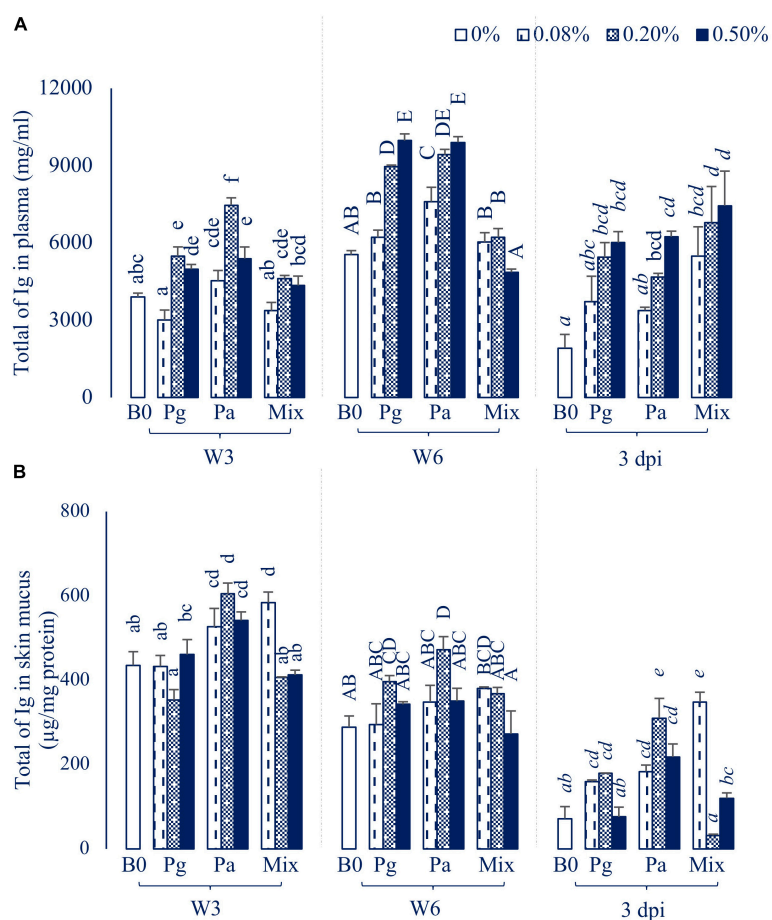 A
0% 0.08% 0.20% 0.50%
Totlal of Ig in plasma (mg/ml)
12000
9000
6000
3000
0
abc a e de cde f e ab cde bcd
AB B D E C DE E B B A
a abc bcd bcd ab bcd cd bcd d d
B0 Pg Pa Mix B0 Pg Pa Mix B0 Pg Pa Mix
W3 W6 3 dpi
B
Total of Ig in skin mucus
(µg/mg protein)
800
600
400
200
0
ab ab a bc cd d cd d ab ab
AB ABC CD ABC ABC D ABC BCD ABC A
ab cd cd ab cd e cd e a bc
B0 Pg Pa Mix B0 Pg Pa Mix B0 Pg Pa Mix
W3 W6 3 dpi